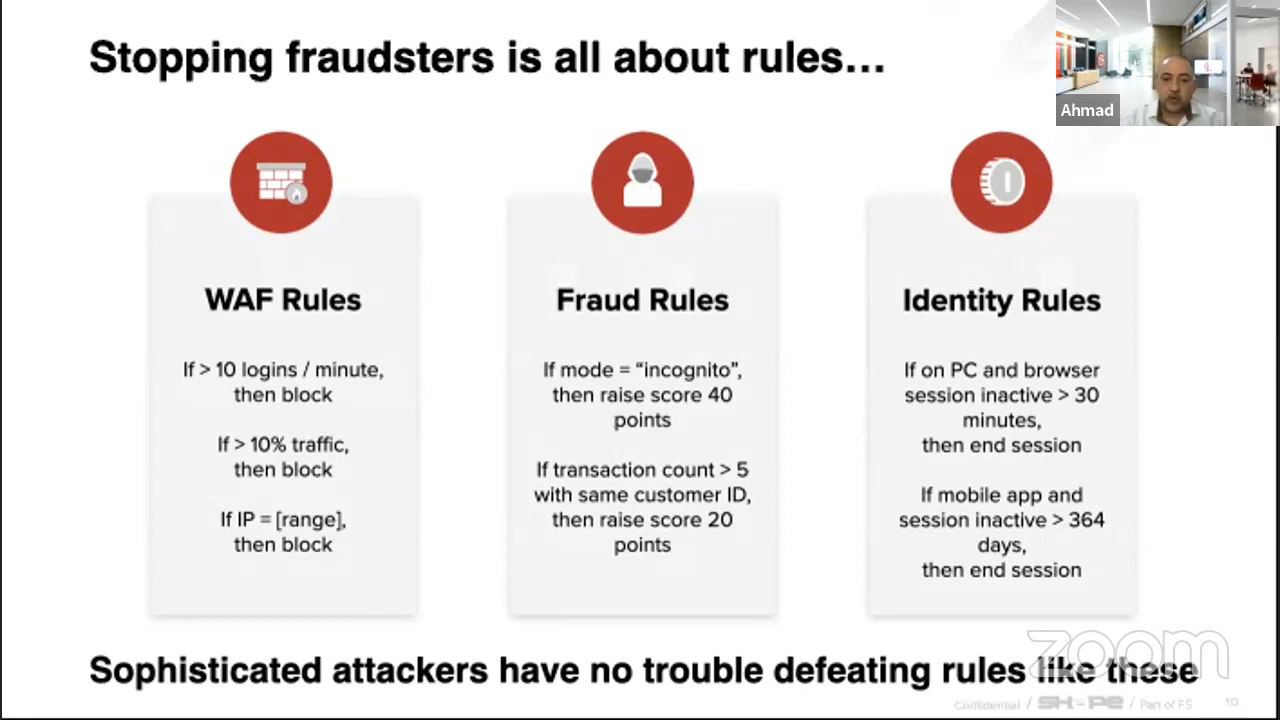 Stopping fraudsters is all about rules…
Ahmad
WAF Rules
If > 10 logins / minute,
then block
If > 10% traffic,
then block
If IP = [range],
then block
Fraud Rules
If mode = “incognito”,
then raise score 40
points
If transaction count > 5
with same customer ID,
then raise score 20
points
Identity Rules
If on PC and browser
session inactive > 30
minutes,
then end session
If mobile app and
session inactive > 364
days,
then end session
Sophisticated attackers have no trouble defeating rules like these
zoom
Confidential / SHAPE / Part of F5
10